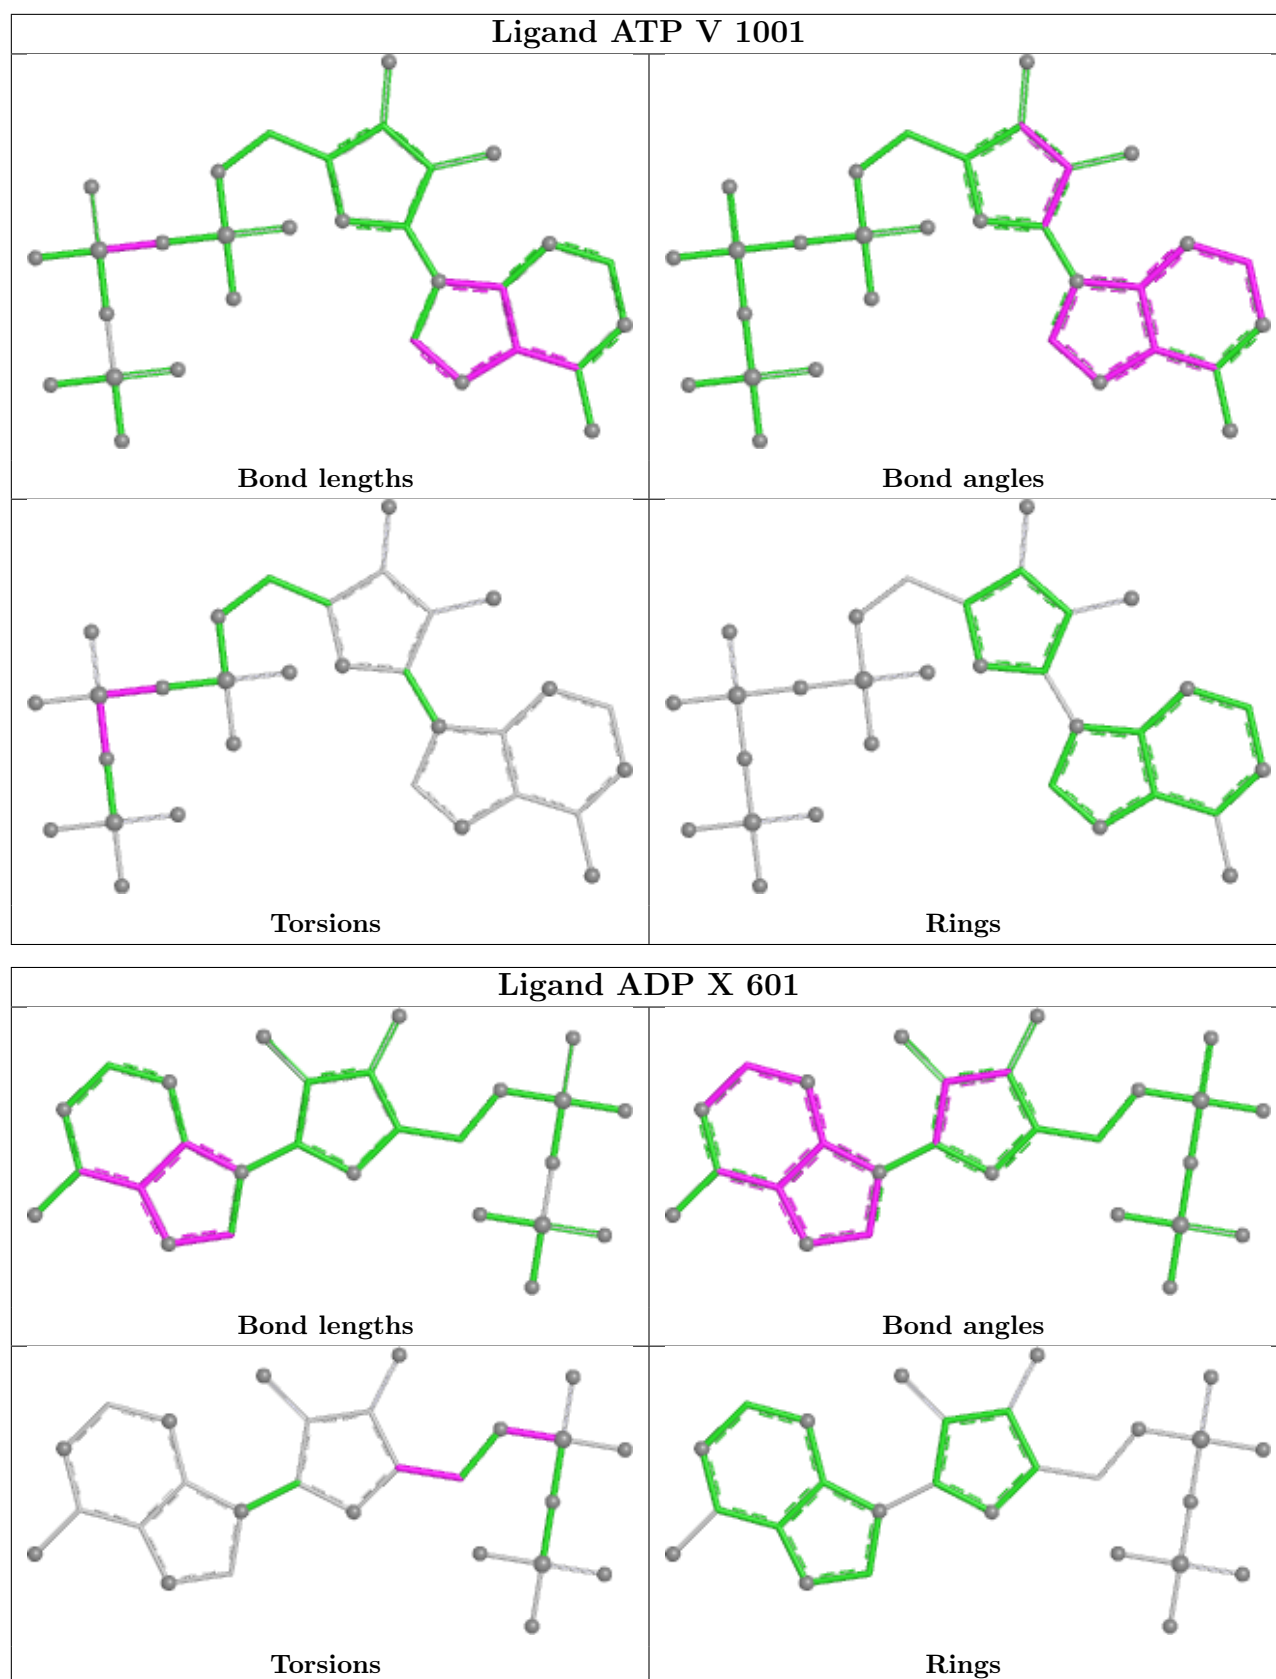 Ligand ATP V 1001
Bond lengths
Bond angles
Torsions
Rings
Ligand ADP X 601
Bond lengths
Bond angles
Torsions
Rings